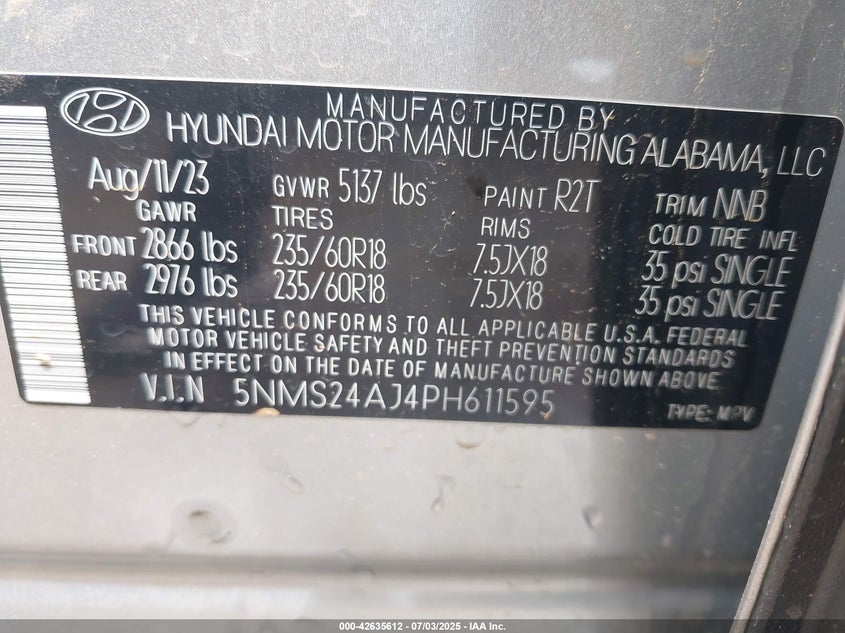 MANUFACTURED BY
HYUNDAI MOTOR MANUFACTURING ALABAMA, LLC
Aug/11/23 GVWR 5137 lbs PAINT R2T TRIM NNB
GAWR TIRES RIMS COLD TIRE INFL
FRONT 2866 lbs 235/60R18 7.5JX18 35 psi SINGLE
REAR 2976 lbs 235/60R18 7.5JX18 35 psi SINGLE
THIS VEHICLE CONFORMS TO ALL APPLICABLE U.S.A. FEDERAL
MOTOR VEHICLE SAFETY AND THEFT PREVENTION STANDARDS
IN EFFECT ON THE DATE OF MANUFACTURE SHOWN ABOVE.
V.I.N 5NMS24AJ4PH611595 TYPE: MPV
000-42635612 - 07/03/2025 - IAA Inc.